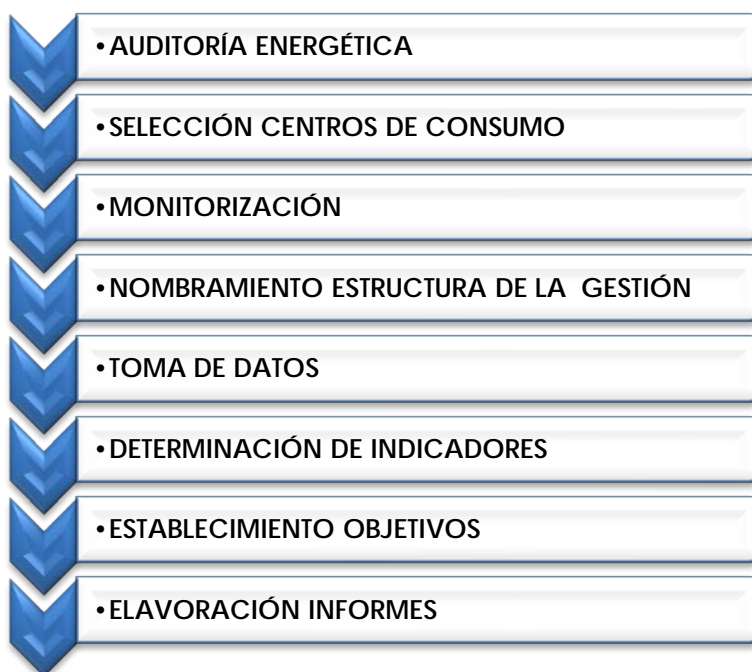 •AUDITORÍA ENERGÉTICA
•SELECCIÓN CENTROS DE CONSUMO
•MONITORIZACIÓN
•NOMBRAMIENTO ESTRUCTURA DE LA GESTIÓN
•TOMA DE DATOS
•DETERMINACIÓN DE INDICADORES
•ESTABLECIMIENTO OBJETIVOS
•ELAVORACIÓN INFORMES